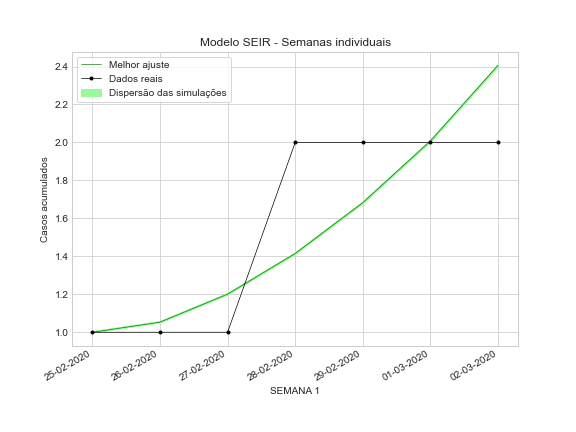 Modelo SEIR - Semanas individuais
Melhor ajuste
Dados reais
Dispersão das simulações
Casos acumulados
2.4
2.2
2.0
1.8
1.6
1.4
1.2
1.0
25-02-2020
26-02-2020
27-02-2020
28-02-2020
29-02-2020
01-03-2020
02-03-2020
SEMANA 1